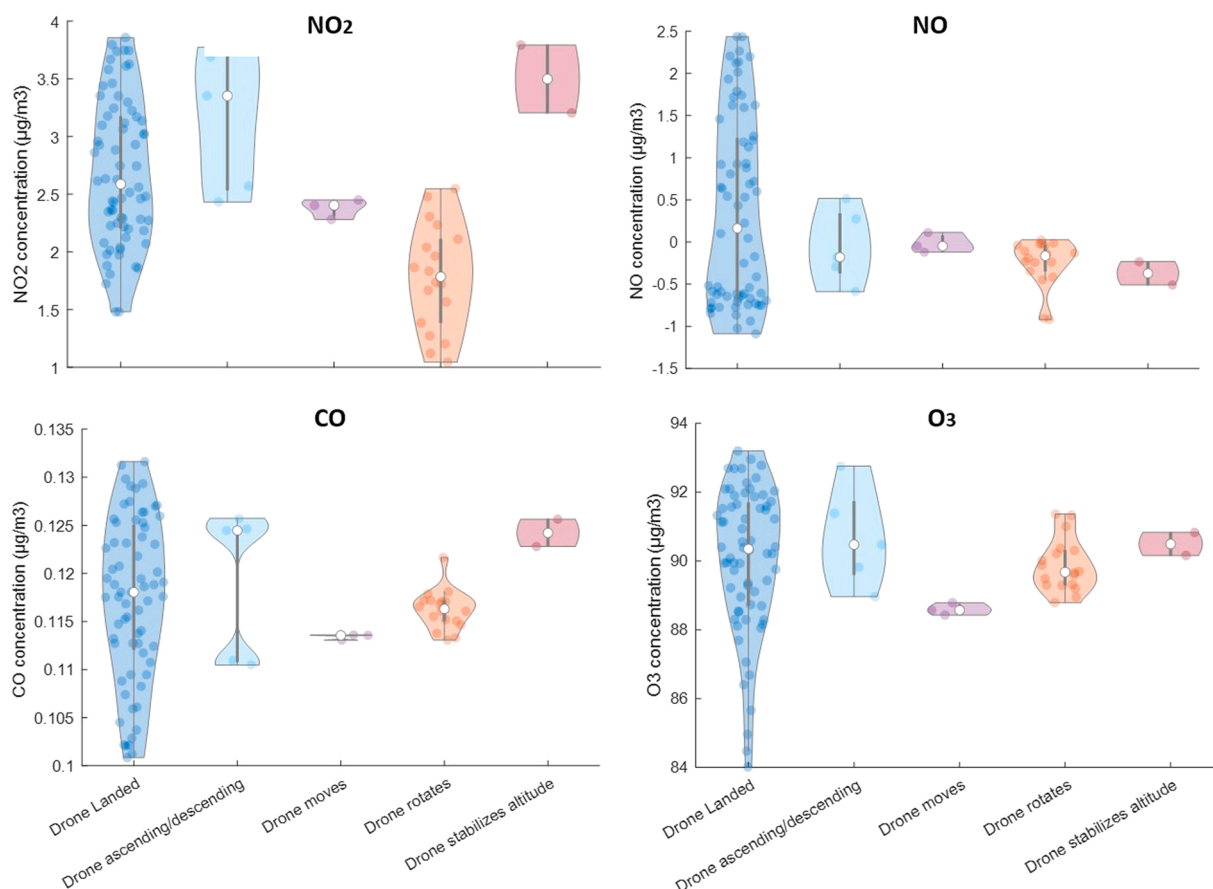 NO2
NO2 concentration (µg/m3)
4
3.5
3
2.5
2
1.5
1
NO
NO concentration (µg/m3)
2.5
2
1.5
1
0.5
0
-0.5
-1
-1.5
CO
CO concentration (µg/m3)
0.135
0.13
0.125
0.12
0.115
0.11
0.105
0.1
Drone Landed
Drone ascending/descending
Drone moves
Drone rotates
Drone stabilizes altitude
O3
O3 concentration (µg/m3)
94
92
90
88
86
84
Drone Landed
Drone ascending/descending
Drone moves
Drone rotates
Drone stabilizes altitude